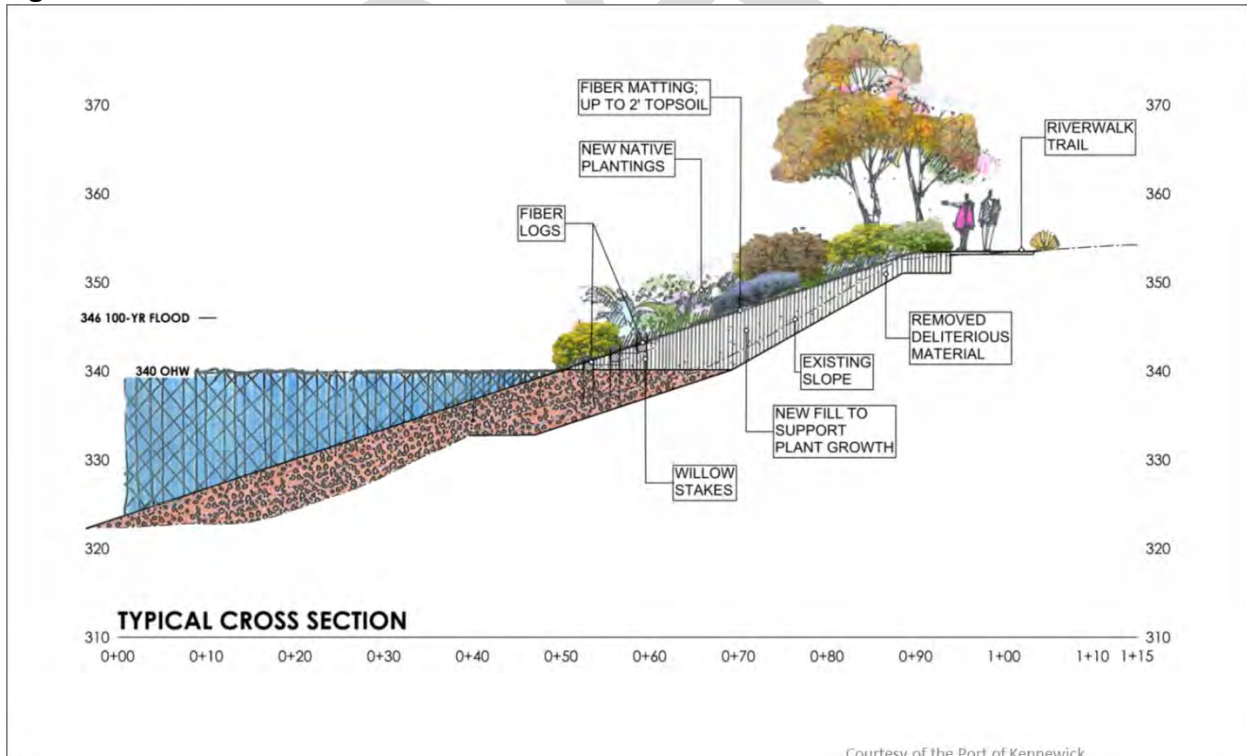 370
360
350
346 100-YR FLOOD
340
340 OHW
330
320
310
FIBER MATTING;
UP TO 2' TOPSOIL
NEW NATIVE
PLANTINGS
FIBER
LOGS
RIVERWALK
TRAIL
REMOVED
DELITERIOUS
MATERIAL
EXISTING
SLOPE
NEW FILL TO
SUPPORT
PLANT GROWTH
WILLOW
STAKES
370
360
350
340
330
320
310
TYPICAL CROSS SECTION
0+00 0+10 0+20 0+30 0+40 0+50 0+60 0+70 0+80 0+90 1+00 1+10 1+15
Courtesy of the Port of Kennewick